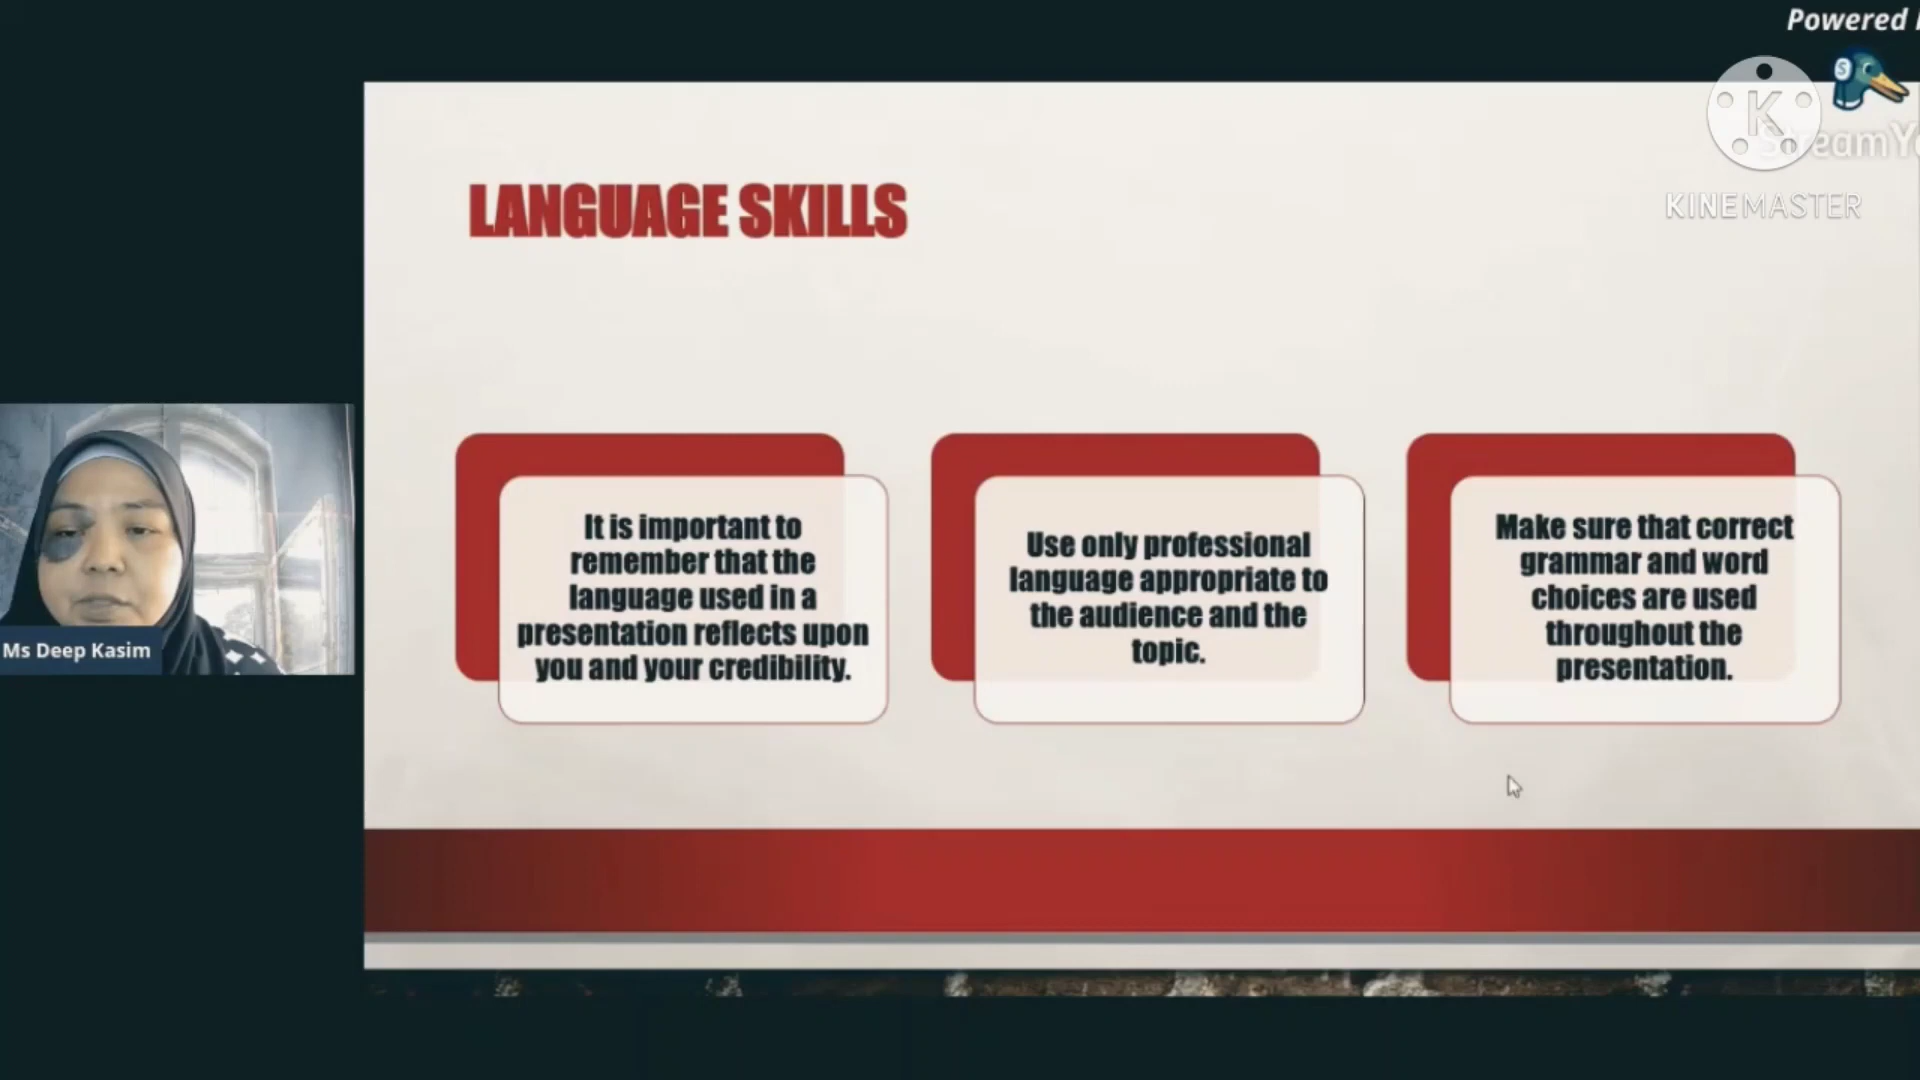 Powered
StreamY
KINEMASTER
LANGUAGE SKILLS
It is important to
remember that the
language used in a
presentation reflects upon
you and your credibility.
Use only professional
language appropriate to
the audience and the
topic.
Make sure that correct
grammar and word
choices are used
throughout the
presentation.
Ms Deep Kasim